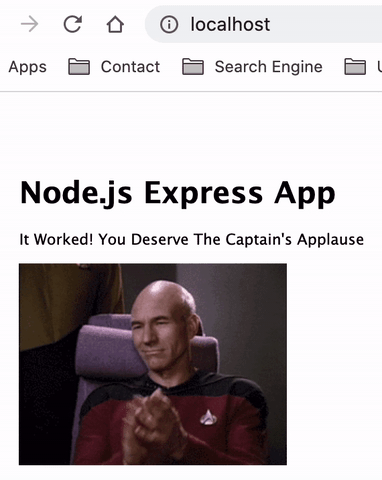 localhost
Apps Contact Search Engine
Node.js Express App
It Worked! You Deserve The Captain's Applause